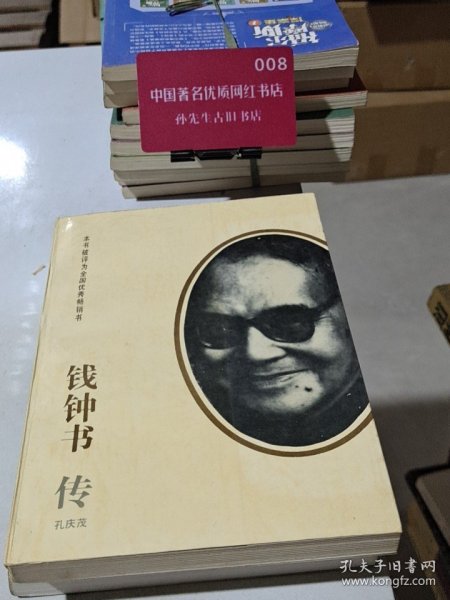 008
中国著名优质网红书店
孙先生古旧书店
本书被评为全国优秀畅销书
钱钟书
传
孔庆茂
孔夫子旧书网
www.kongfz.com